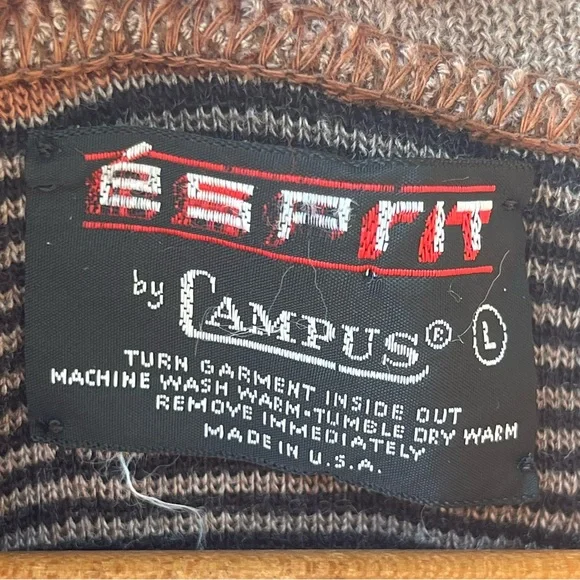 ésprit
by CAMPUS® L
TURN GARMENT INSIDE OUT
MACHINE WASH WARM-TUMBLE DRY WARM
REMOVE IMMEDIATELY
MADE IN U.S.A.